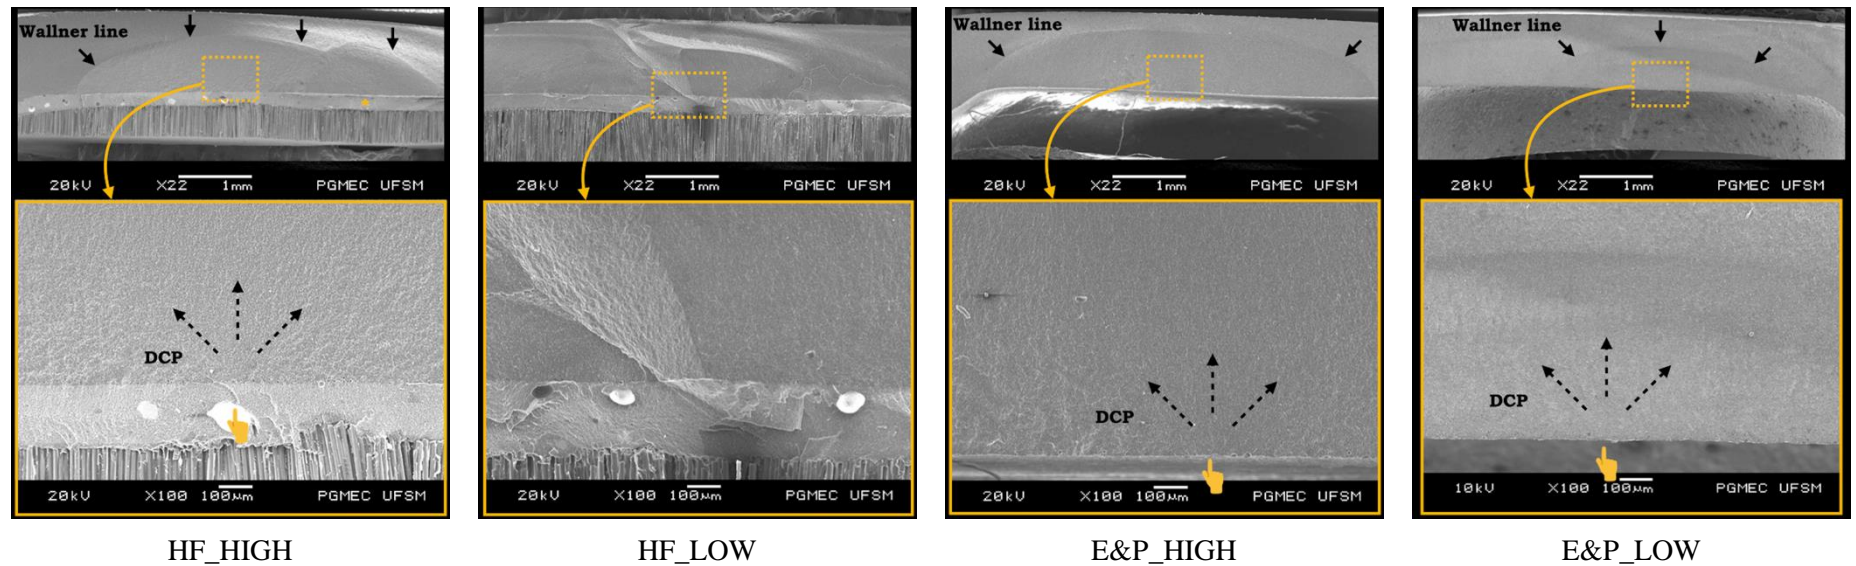 Wallner line
20kV X22 1mm PGMEC UFSM
DCP
20kV X100 100μm PGMEC UFSM
HF_HIGH
20kV X22 1mm PGMEC UFSM
20kV X100 100μm PGMEC UFSM
HF_LOW
Wallner line
20kV X22 1mm PGMEC UFSM
DCP
20kV X100 100μm PGMEC UFSM
E&P_HIGH
Wallner line
20kV X22 1mm PGMEC UFSM
DCP
10kV X100 100μm PGMEC UFSM
E&P_LOW